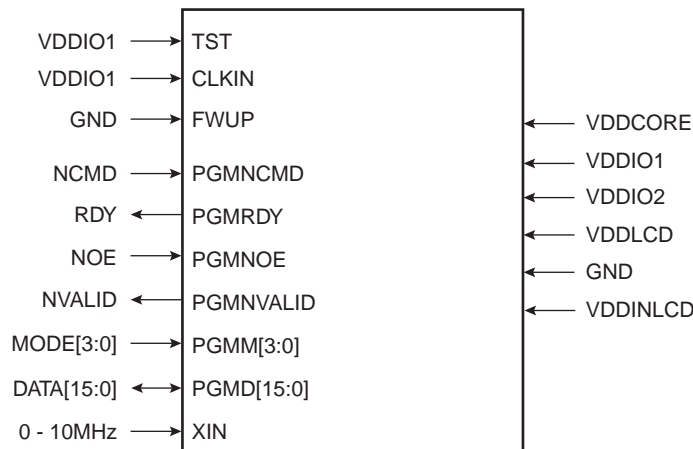 VDDIO1 TST
VDDIO1 CLKIN
GND FWUP
VDDCORE
NCMD PGMNCMD
VDDIO1
VDDIO2
RDY PGMRDY
VDDLCD
NOE PGMNOE
GND
NVALID PGMNVALID
VDDINLCD
MODE[3:0] PGMM[3:0]
DATA[15:0] PGMD[15:0]
0 - 10MHz XIN